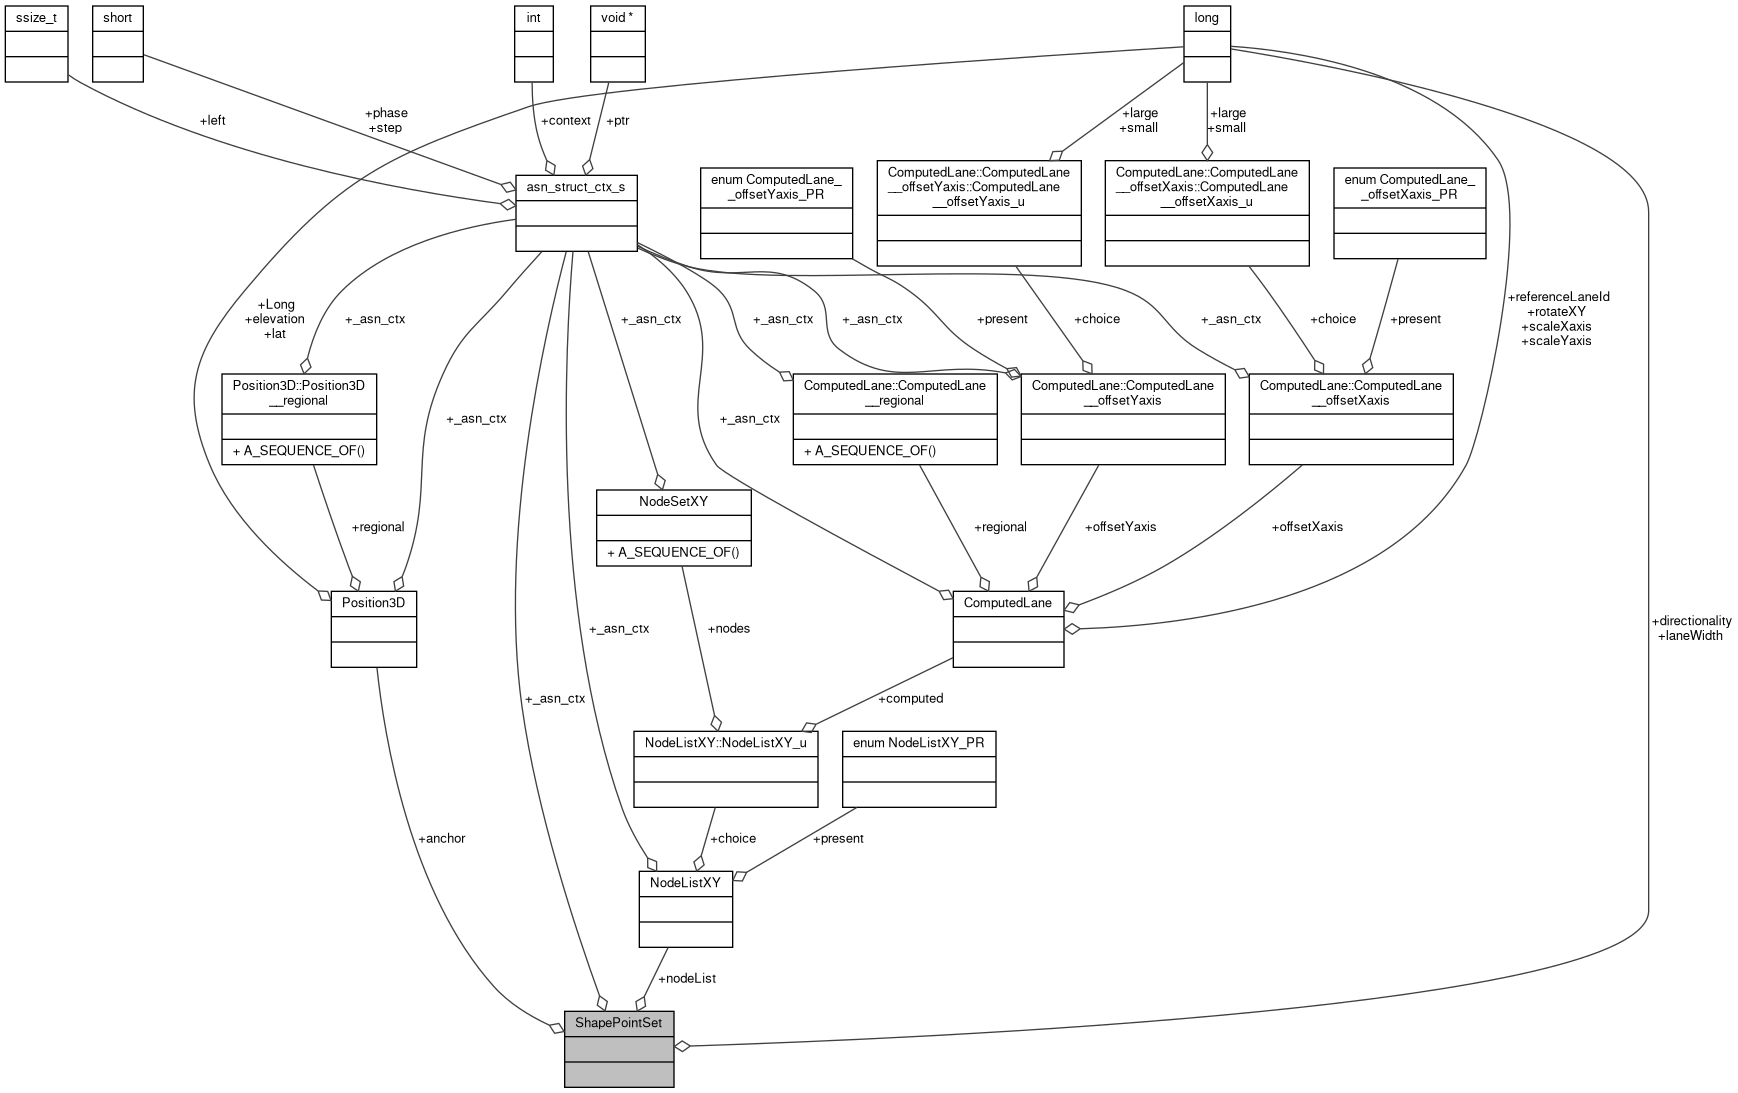 ssize_t
short
int
void *
long
+left
+phase
+step
+context
+ptr
+large
+small
+large
+small
asn_struct_ctx_s
enum ComputedLane_
_offsetYaxis_PR
ComputedLane::ComputedLane
__offsetYaxis::ComputedLane
__offsetYaxis_u
ComputedLane::ComputedLane
__offsetXaxis::ComputedLane
__offsetXaxis_u
enum ComputedLane_
_offsetXaxis_PR
+Long
+elevation
+lat
+_asn_ctx
+_asn_ctx
+_asn_ctx
+_asn_ctx
+present
+choice
+_asn_ctx
+choice
+present
+referenceLaneId
+rotateXY
+scaleXaxis
+scaleYaxis
Position3D::Position3D
__regional
+ A_SEQUENCE_OF()
+_asn_ctx
+_asn_ctx
ComputedLane::ComputedLane
__regional
+ A_SEQUENCE_OF()
ComputedLane::ComputedLane
__offsetYaxis
ComputedLane::ComputedLane
__offsetXaxis
NodeSetXY
+ A_SEQUENCE_OF()
+regional
+regional
+offsetYaxis
+offsetXaxis
Position3D
+_asn_ctx
+nodes
ComputedLane
+directionality
+laneWidth
+_asn_ctx
+computed
NodeListXY::NodeListXY_u
enum NodeListXY_PR
+anchor
+choice
+present
NodeListXY
+nodeList
ShapePointSet